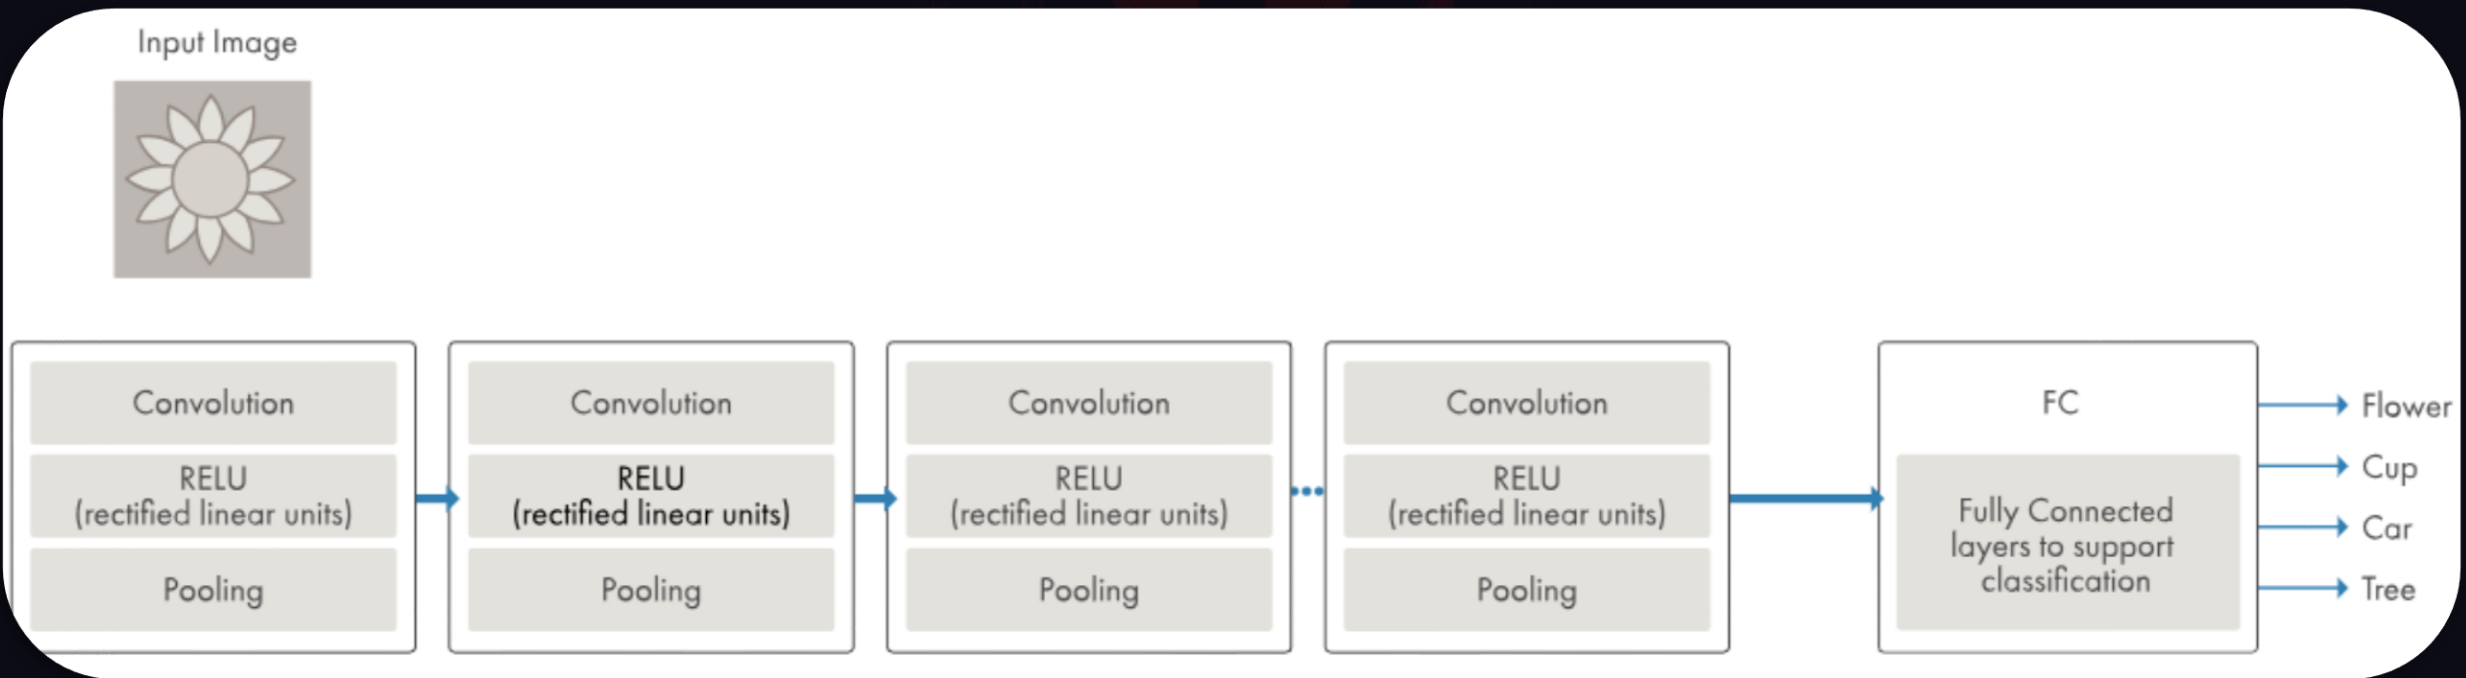 Input Image
Convolution
RELU
(rectified linear units)
Pooling
Convolution
RELU
(rectified linear units)
Pooling
Convolution
RELU
(rectified linear units)
Pooling
Convolution
RELU
(rectified linear units)
Pooling
FC
Fully Connected
layers to support
classification
Flower
Cup
Car
Tree